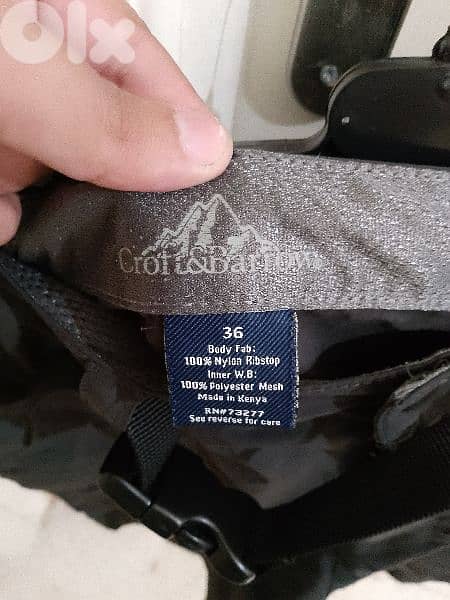 OLX
Croft&Barrow
36
Body Fab:
100% Nylon Ribstop
Inner W.B:
100% Polyester Mesh
Made in Kenya
RN#73277
See reverse for care